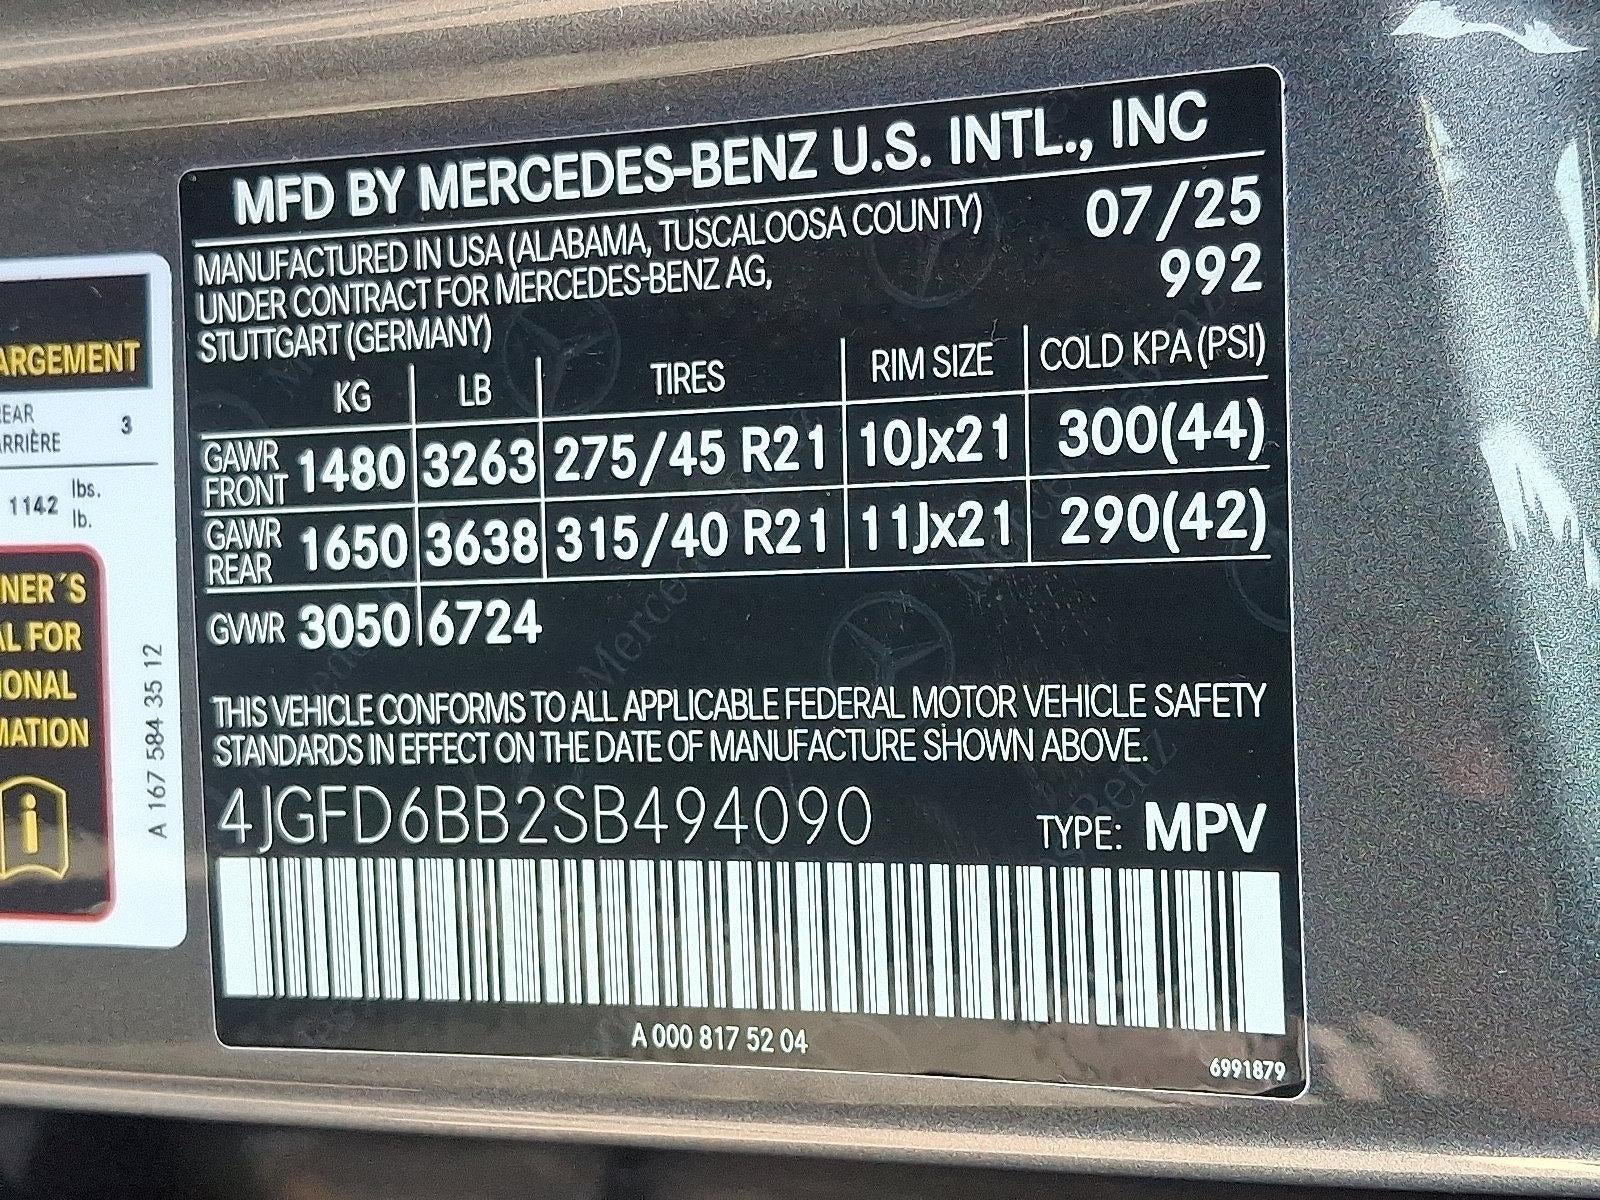 MFD BY MERCEDES-BENZ U.S. INTL., INC
MANUFACTURED IN USA (ALABAMA, TUSCALOOSA COUNTY) 07/25
UNDER CONTRACT FOR MERCEDES-BENZ AG, 992
STUTTGART (GERMANY)
KG LB TIRES RIM SIZE COLD KPA (PSI)
GAWR FRONT 1480 3263 275/45 R21 10Jx21 300(44)
GAWR REAR 1650 3638 315/40 R21 11Jx21 290(42)
GVWR 3050 6724
THIS VEHICLE CONFORMS TO ALL APPLICABLE FEDERAL MOTOR VEHICLE SAFETY
STANDARDS IN EFFECT ON THE DATE OF MANUFACTURE SHOWN ABOVE.
4JGFD6BB2SB494090 TYPE: MPV
A 000 817 52 04
6991879
ARGEMENT
EAR
ARRIÈRE 3
1142 lbs.
lb.
NER´S
AL FOR
IONAL
MATION
i
A 167 584 35 12